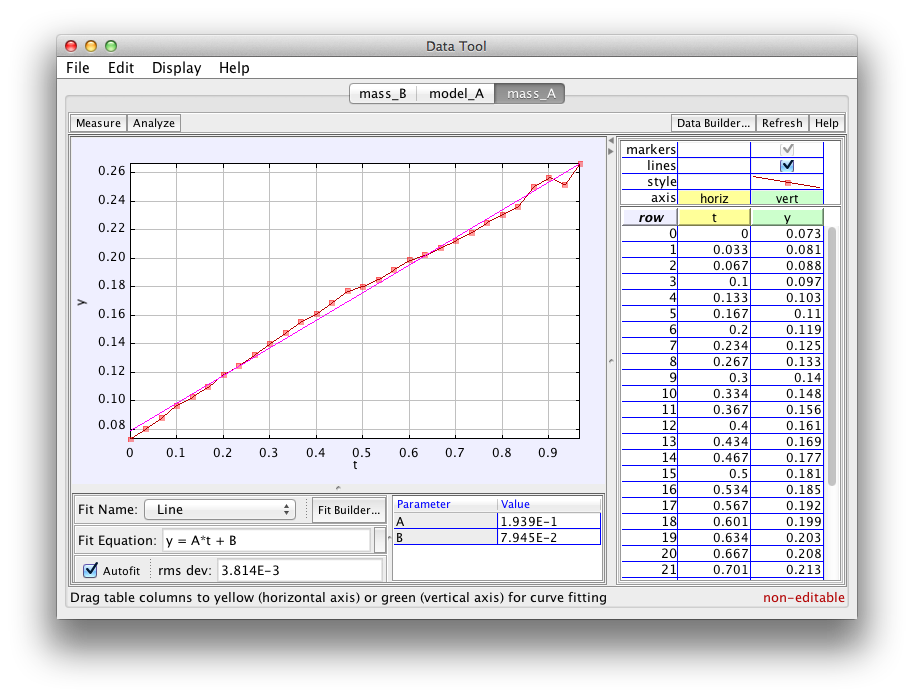 Data Tool
File Edit Display Help
mass_B model_A mass_A
Measure Analyze Data Builder... Refresh Help
0.26
0.24
0.22
0.20
0.18
0.16
0.14
0.12
0.10
0.08
y
0 0.1 0.2 0.3 0.4 0.5 0.6 0.7 0.8 0.9
t
markers
lines
style
axis horiz vert
row t y
0 0 0.073
1 0.033 0.081
2 0.067 0.088
3 0.1 0.097
4 0.133 0.103
5 0.167 0.11
6 0.2 0.119
7 0.234 0.125
8 0.267 0.133
9 0.3 0.14
10 0.334 0.148
11 0.367 0.156
12 0.4 0.161
13 0.434 0.169
14 0.467 0.177
15 0.5 0.181
16 0.534 0.185
17 0.567 0.192
18 0.601 0.199
19 0.634 0.203
20 0.667 0.208
21 0.701 0.213
Fit Name: Line Fit Builder...
Fit Equation: y = A*t + B
Autofit rms dev: 3.814E-3
Parameter Value
A 1.939E-1
B 7.945E-2
Drag table columns to yellow (horizontal axis) or green (vertical axis) for curve fitting non-editable